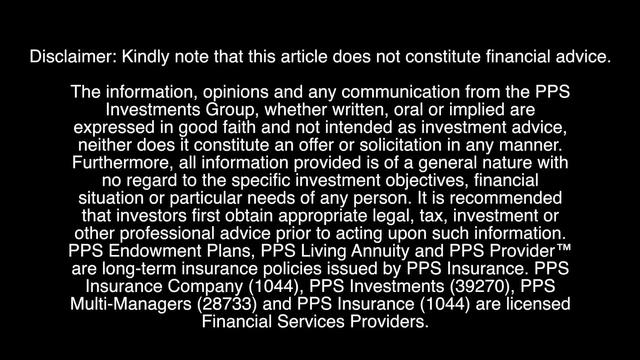 Disclaimer: Kindly note that this article does not constitute financial advice.
The information, opinions and any communication from the PPS
Investments Group, whether written, oral or implied are
expressed in good faith and not intended as investment advice,
neither does it constitute an offer or solicitation in any manner.
Furthermore, all information provided is of a general nature with
no regard to the specific investment objectives, financial
situation or particular needs of any person. It is recommended
that investors first obtain appropriate legal, tax, investment or
other professional advice prior to acting upon such information.
PPS Endowment Plans, PPS Living Annuity and PPS Provider™
are long-term insurance policies issued by PPS Insurance. PPS
Insurance Company (1044), PPS Investments (39270), PPS
Multi-Managers (28733) and PPS Insurance (1044) are licensed
Financial Services Providers.